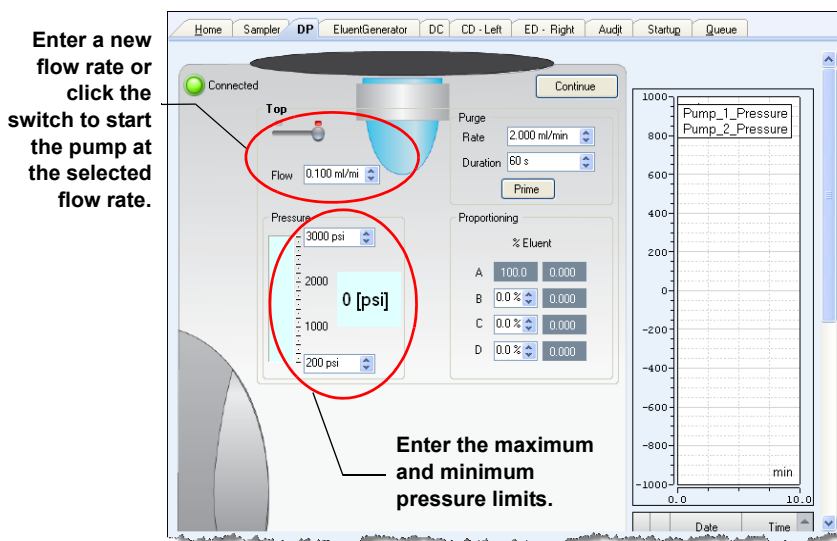 Home Sampler DP EluentGenerator DC CD - Left ED - Right Audit Startup Queue
Enter a new
flow rate or
click the
switch to start
the pump at
the selected
flow rate.
Connected
Continue
Top
Flow 0.100 ml/mi
Purge
Rate 2.000 ml/min
Duration 60 s
Prime
Pressure
3000 psi
2000
0 [psi]
1000
200 psi
Proportioning
% Eluent
A 100.0 0.000
B 0.0 % 0.000
C 0.0 % 0.000
D 0.0 % 0.000
Enter the maximum
and minimum
pressure limits.
1000
Pump_1_Pressure
Pump_2_Pressure
800
600
400
200
0
-200
-400
-600
-800
-1000
min
0.0 10.0
Date Time